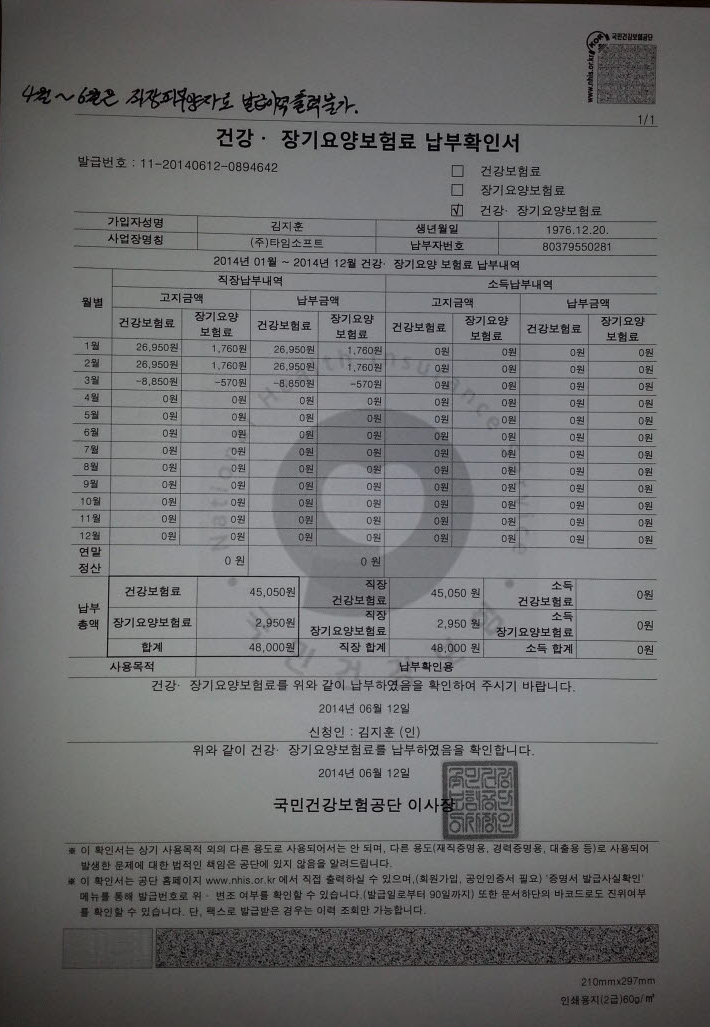 국민건강보험공단
KOR
www.nhis.or.kr
4월~6월은 직장피부양자로 발급이력출력불가.
1/1
건강· 장기요양보험료 납부확인서
발급번호 : 11-20140612-0894642
건강보험료
장기요양보험료
√ 건강· 장기요양보험료
가입자성명 김지훈 생년월일 1976.12.20.
사업장명칭 (주)타임소프트 납부자번호 80379550281
2014년 01월 ~ 2014년 12월 건강· 장기요양 보험료 납부내역
월별 직장납부내역 소득납부내역
고지금액 납부금액 고지금액 납부금액
건강보험료 장기요양 보험료 건강보험료 장기요양 보험료 건강보험료 장기요양 보험료 건강보험료 장기요양 보험료
1월 26,950원 1,760원 26,950원 1,760원 0원 0원 0원 0원
2월 26,950원 1,760원 26,950원 1,760원 0원 0원 0원 0원
3월 -8,850원 -570원 -8,850원 -570원 0원 0원 0원 0원
4월 0원 0원 0원 0원 0원 0원 0원 0원
5월 0원 0원 0원 0원 0원 0원 0원 0원
6월 0원 0원 0원 0원 0원 0원 0원 0원
7월 0원 0원 0원 0원 0원 0원 0원 0원
8월 0원 0원 0원 0원 0원 0원 0원 0원
9월 0원 0원 0원 0원 0원 0원 0원 0원
10월 0원 0원 0원 0원 0원 0원 0원 0원
11월 0원 0원 0원 0원 0원 0원 0원 0원
12월 0원 0원 0원 0원 0원 0원 0원 0원
연말 정산 0 원 0 원
납부 총액 건강보험료 45,050원 직장 건강보험료 45,050 원 소득 건강보험료 0원
장기요양보험료 2,950원 직장 장기요양보험료 2,950 원 소득 장기요양보험료 0원
합계 48,000원 직장 합계 48,000원 소득 합계 0원
사용목적 납부확인용
건강· 장기요양보험료를 위와 같이 납부하였음을 확인하여 주시기 바랍니다.
2014년 06월 12일
신청인 : 김지훈 (인)
위와 같이 건강· 장기요양보험료를 납부하였음을 확인합니다.
2014년 06월 12일
국민건강보험공단 이사장
※ 이 확인서는 상기 사용목적 외의 다른 용도로 사용되어서는 안 되며, 다른 용도(재직증명용, 경력증명용, 대출용 등)로 사용되어
발생한 문제에 대한 법적인 책임은 공단에 있지 않음을 알려드립니다.
※ 이 확인서는 공단 홈페이지 www.nhis.or.kr 에서 직접 출력하실 수 있으며,(회원가입, 공인인증서 필요) '증명서 발급사실확인'
메뉴를 통해 발급번호로 위· 변조 여부를 확인할 수 있습니다.(발급일로부터 90일까지) 또한 문서하단의 바코드로도 진위여부
를 확인할 수 있습니다. 단, 팩스로 발급받은 경우는 이력 조회만 가능합니다.
210mmx297mm
인쇄용지(2급)60g/㎡